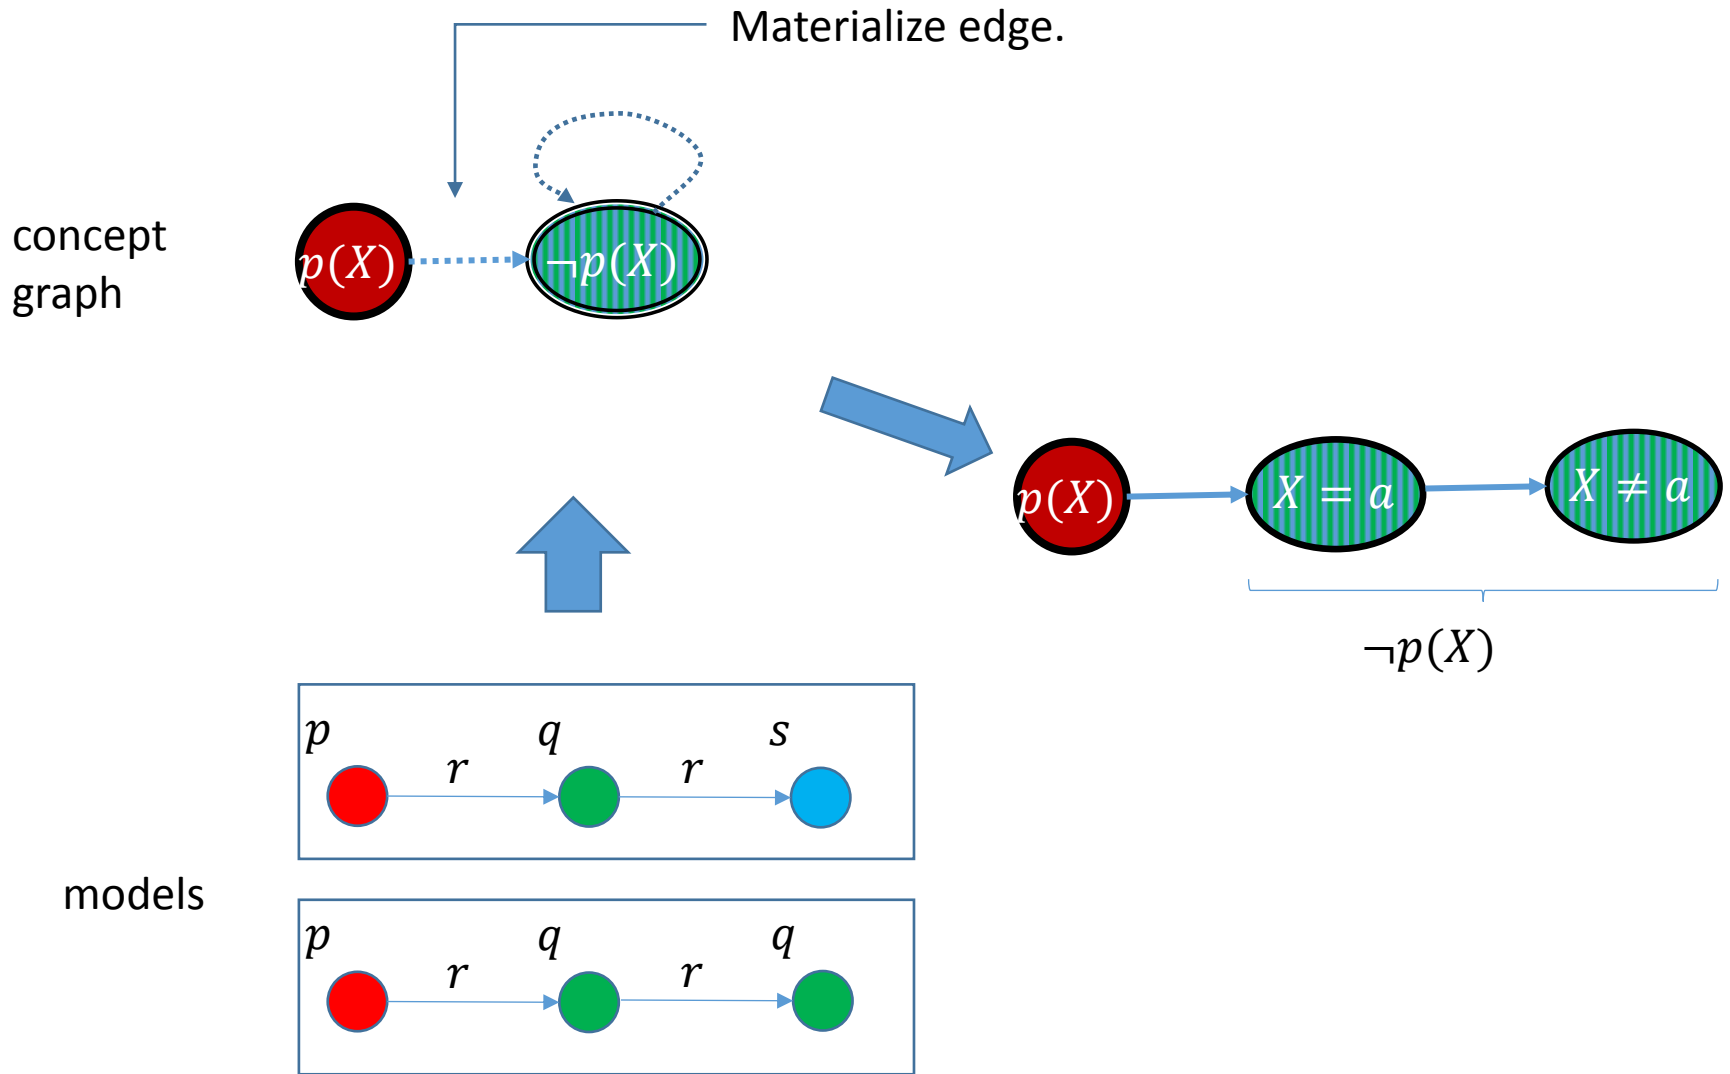 Materialize edge.
concept
graph
p(X)
¬p(X)
p(X)
X = a
X ≠ a
¬p(X)
p q s
r r
models
p q q
r r